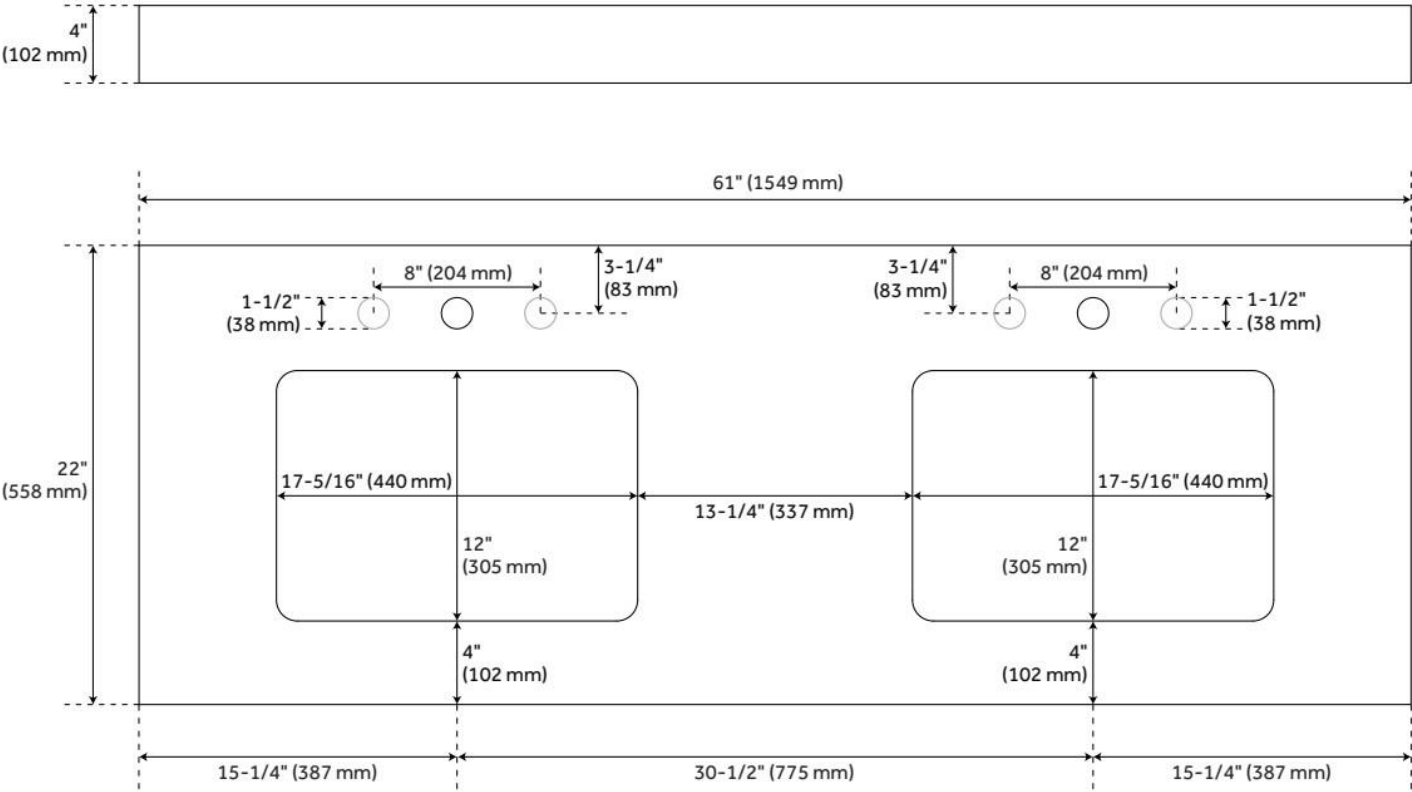 4"
(102 mm)
61" (1549 mm)
8" (204 mm)
3-1/4"
(83 mm)
3-1/4"
(83 mm)
8" (204 mm)
1-1/2"
(38 mm)
1-1/2"
(38 mm)
22"
(558 mm)
17-5/16" (440 mm)
13-1/4" (337 mm)
17-5/16" (440 mm)
12"
(305 mm)
12"
(305 mm)
4"
(102 mm)
4"
(102 mm)
15-1/4" (387 mm)
30-1/2" (775 mm)
15-1/4" (387 mm)